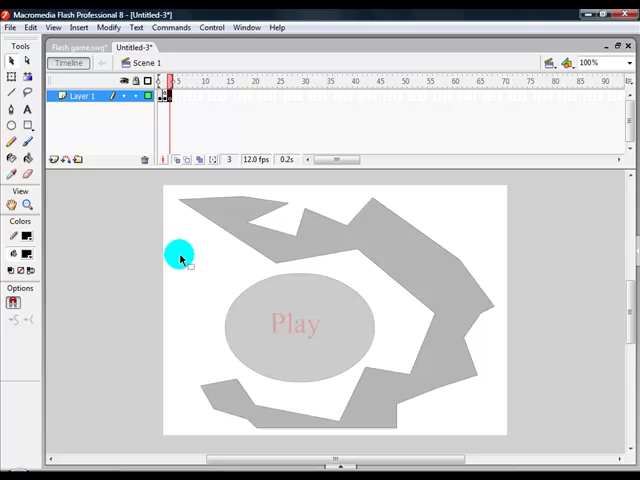 Macromedia Flash Professional 8 - [Untitled-3*]
File Edit View Insert Modify Text Commands Control Window Help
Tools
Flash game.swg* Untitled-3*
Timeline Scene 1 100%
5 10 15 20 25 30 35 40 45 50 55 60 65 70 75 80 85 90
Layer 1
3 12.0 fps 0.2s
View
Colors
Options
Play